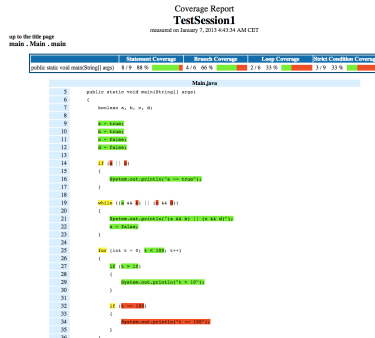 Coverage Report
TestSession1
measured on January 7, 2013 4:43:34 AM CET
up to the title page
main . Main . main
Statement Coverage Branch Coverage Loop Coverage Strict Condition Coverage
public static void main(String[] args) 8 / 9 88 % 4 / 6 66 % 2 / 6 33 % 3 / 9 33 %
Main.java
5 public static void main(String[] args)
6 {
7 boolean a, b, c, d;
8
9 a = true;
10 b = true;
11 c = false;
12 d = false;
13
14 if (a || b)
15 {
16 System.out.println("a == true");
17 }
18
19 while ((a && b) || (c && d))
20 {
21 System.out.println("(a && b) || (c && d)");
22 a = false;
23 }
24
25 for (int t = 0; t < 100; t++)
26 {
27 if (t > 10)
28 {
29 System.out.println("t > 10");
30 }
31
32 if (t == 100)
33 {
34 System.out.println("t == 100");
35 }
36 }